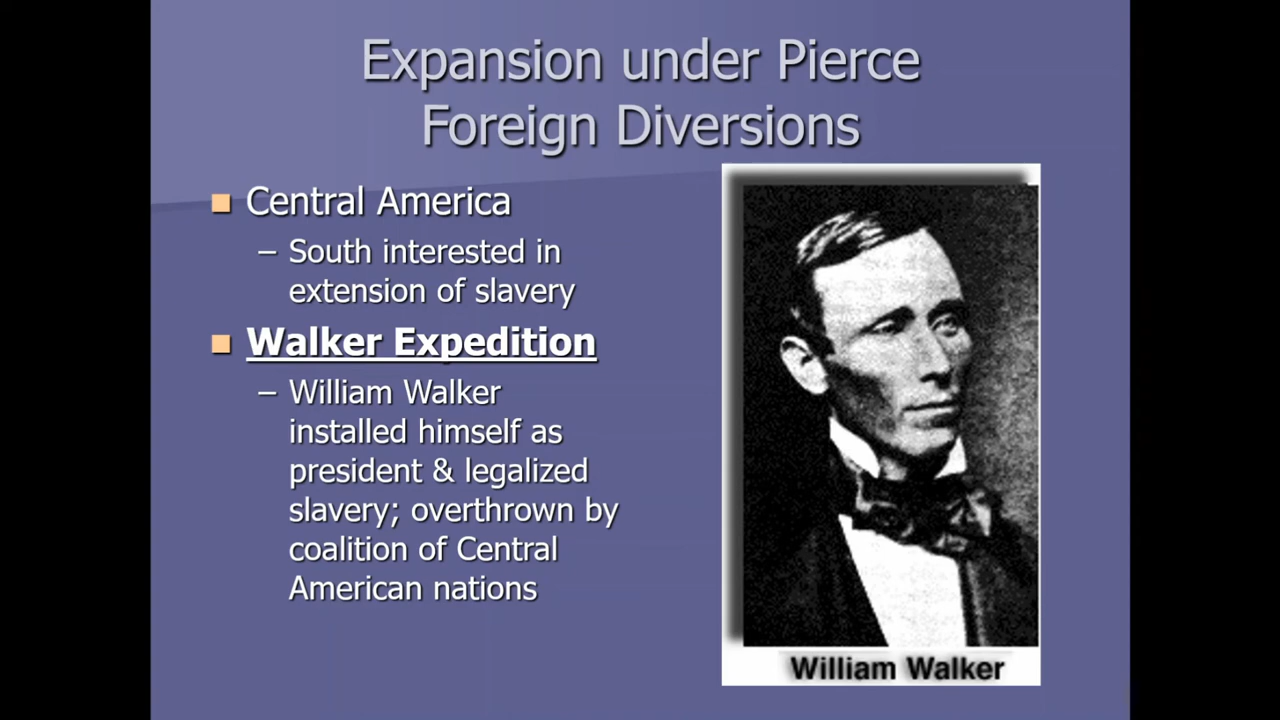 Expansion under Pierce
Foreign Diversions
Central America
– South interested in
extension of slavery
Walker Expedition
– William Walker
installed himself as
president & legalized
slavery; overthrown by
coalition of Central
American nations
William Walker